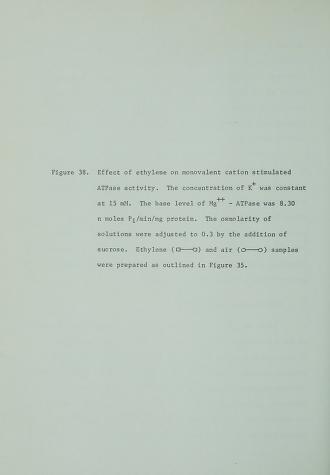 Figure 38. Effect of ethylene on monovalent cation stimulated
ATPase activity. The concentration of K+ was constant
at 15 mM. The base level of Mg++ - ATPase was 8.30
n moles Pi/min/mg protein. The osmolarity of
solutions were adjusted to 0.3 by the addition of
sucrose. Ethylene (□——□) and air (○——○) samples
were prepared as outlined in Figure 35.